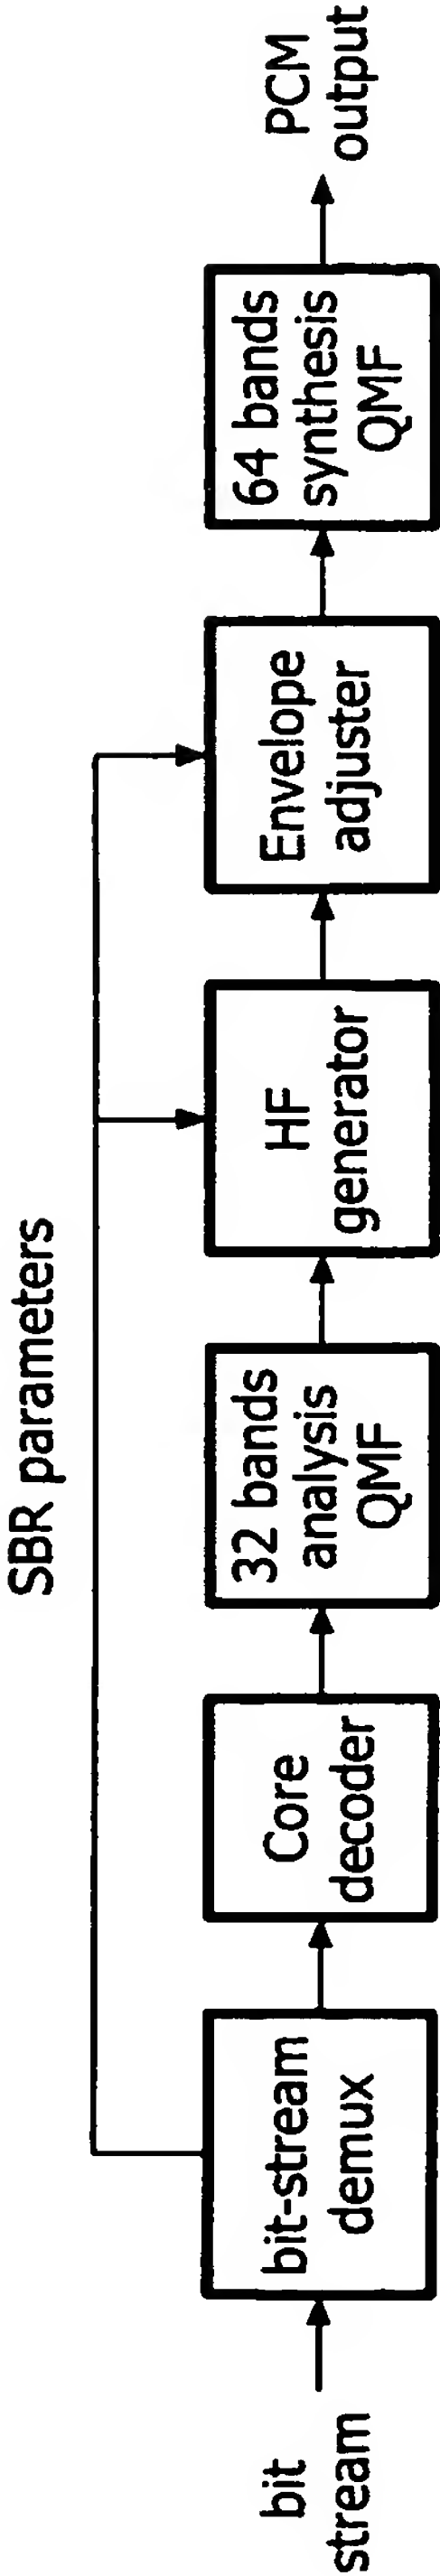 SBR parameters
bit
stream
bit-stream
demux
Core
decoder
32 bands
analysis
QMF
HF
generator
Envelope
adjuster
64 bands
synthesis
QMF
PCM
output